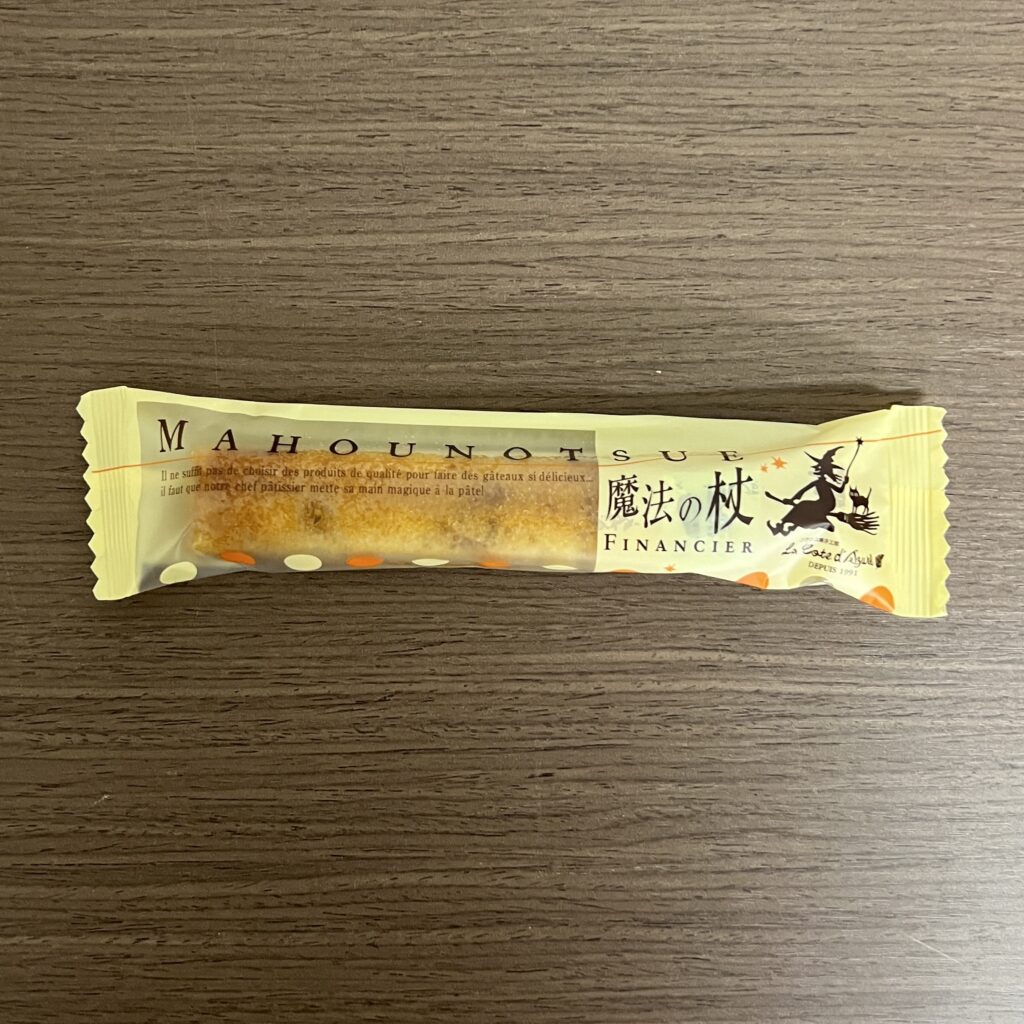 MAHOUNOTSUE
Il ne suffit pas de choisir des produits de qualité pour faire des gâteaux si délicieux...
il faut que notre chef pâtissier mette sa main magique à la pâte!
魔法の杖
FINANCIER
La Cote d'Azur
DEPUIS 1991